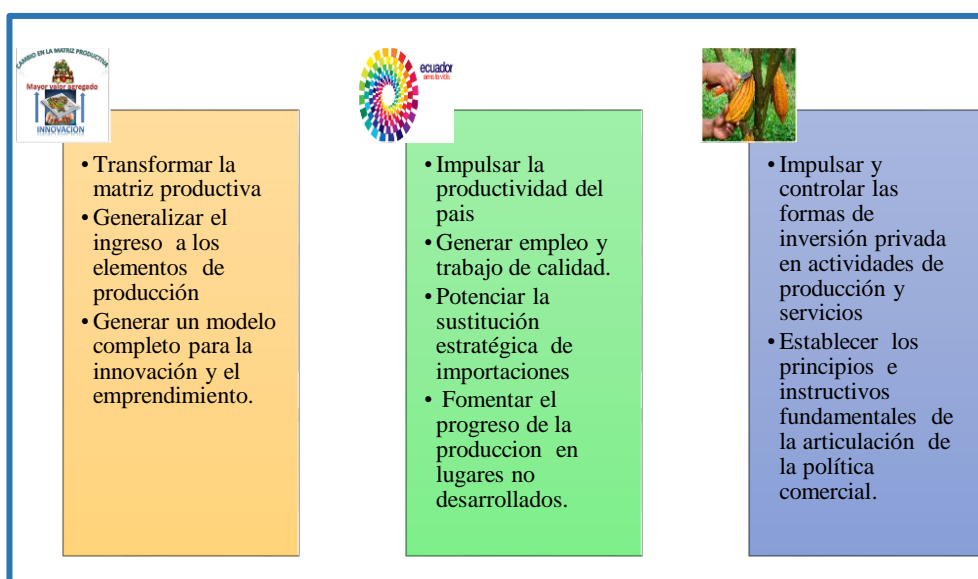 CAMBIO EN LA MATRIZ PRODUCTIVA
Mayor valor agregado
INNOVACIÓN
• Transformar la
matriz productiva
• Generalizar el
ingreso a los
elementos de
producción
• Generar un modelo
completo para la
innovación y el
emprendimiento.
ecuador
ama la vida
• Impulsar la
productividad del
pais
• Generar empleo y
trabajo de calidad.
• Potenciar la
sustitución
estratégica de
importaciones
• Fomentar el
progreso de la
produccion en
lugares no
desarrollados.
• Impulsar y
controlar las
formas de
inversión privada
en actividades de
producción y
servicios
• Establecer los
principios e
instructivos
fundamentales de
la articulación de
la política
comercial.